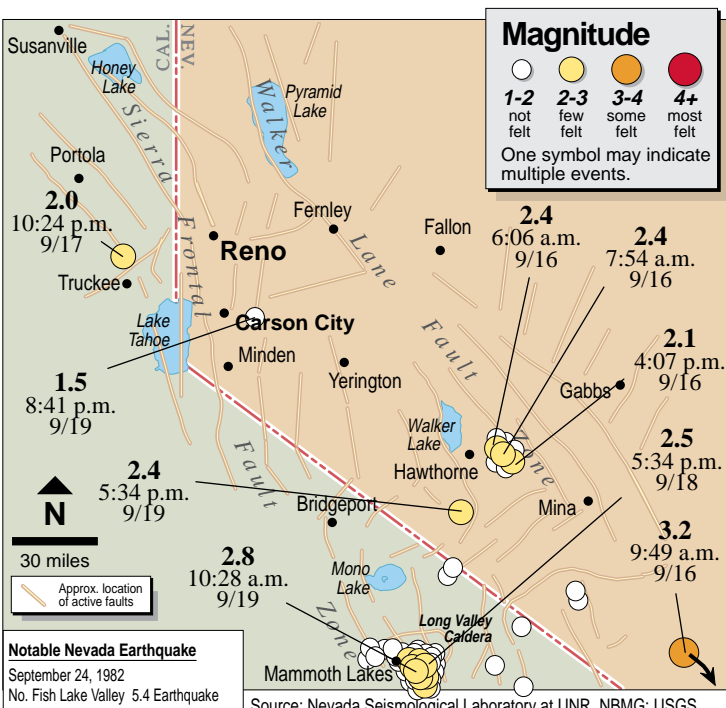 Susanville
CAL.
NEV.
Honey
Lake
Pyramid
Lake
Magnitude
1-2
not
felt
2-3
few
felt
3-4
some
felt
4+
most
felt
One symbol may indicate
multiple events.
Sierra
Frontal
Fault
Zone
Walker
Lane
Fault
Zone
Portola
2.0
10:24 p.m.
9/17
Truckee
Reno
Fernley
Fallon
2.4
6:06 a.m.
9/16
2.4
7:54 a.m.
9/16
Lake
Tahoe
Carson City
Minden
Yerington
2.1
4:07 p.m.
9/16
Gabbs
1.5
8:41 p.m.
9/19
Walker
Lake
Hawthorne
2.5
5:34 p.m.
9/18
2.4
5:34 p.m.
9/19
Mina
Bridgeport
N
30 miles
3.2
9:49 a.m.
9/16
2.8
10:28 a.m.
9/19
Mono
Lake
Approx. location
of active faults
Long Valley
Caldera
Mammoth Lakes
Notable Nevada Earthquake
September 24, 1982
No. Fish Lake Valley 5.4 Earthquake
Source: Nevada Seismological Laboratory at UNR, NBMG; USGS